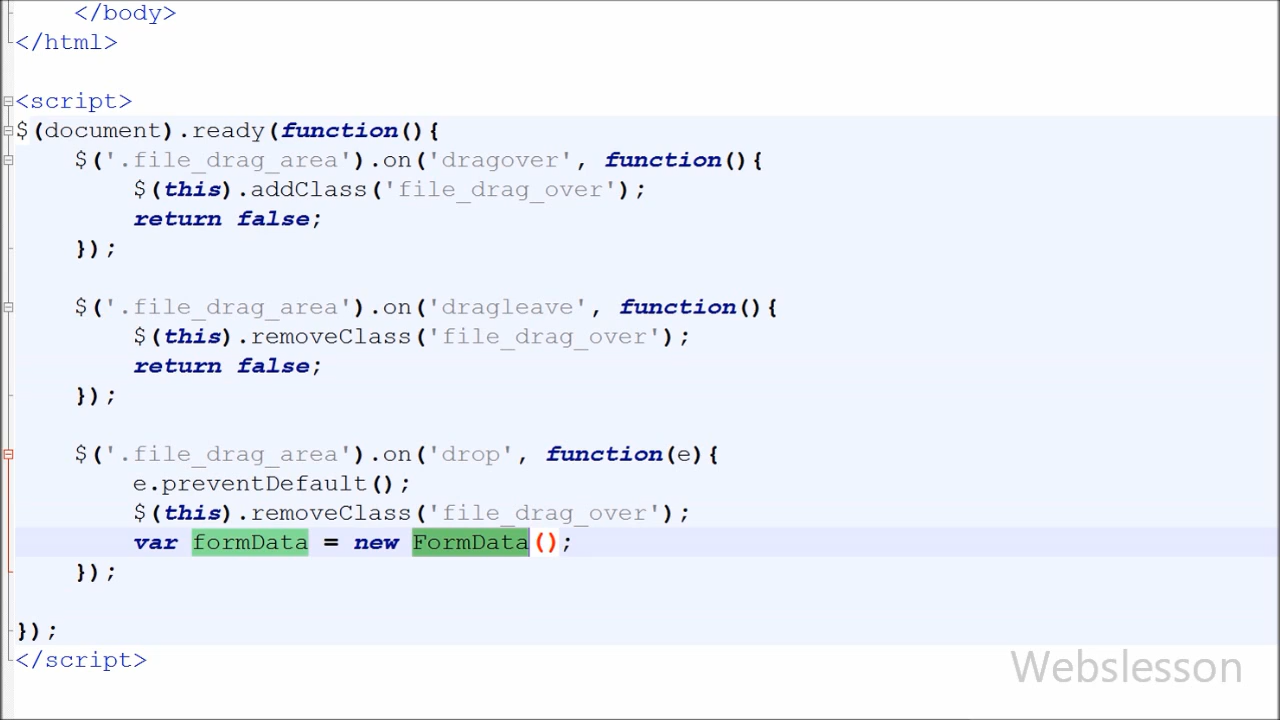 </body>
</html>
<script>
$(document).ready(function(){
$('.file_drag_area').on('dragover', function(){
$(this).addClass('file_drag_over');
return false;
});
$('.file_drag_area').on('dragleave', function(){
$(this).removeClass('file_drag_over');
return false;
});
$('.file_drag_area').on('drop', function(e){
e.preventDefault();
$(this).removeClass('file_drag_over');
var formData = new FormData();
});
});
</script>
Webslesson